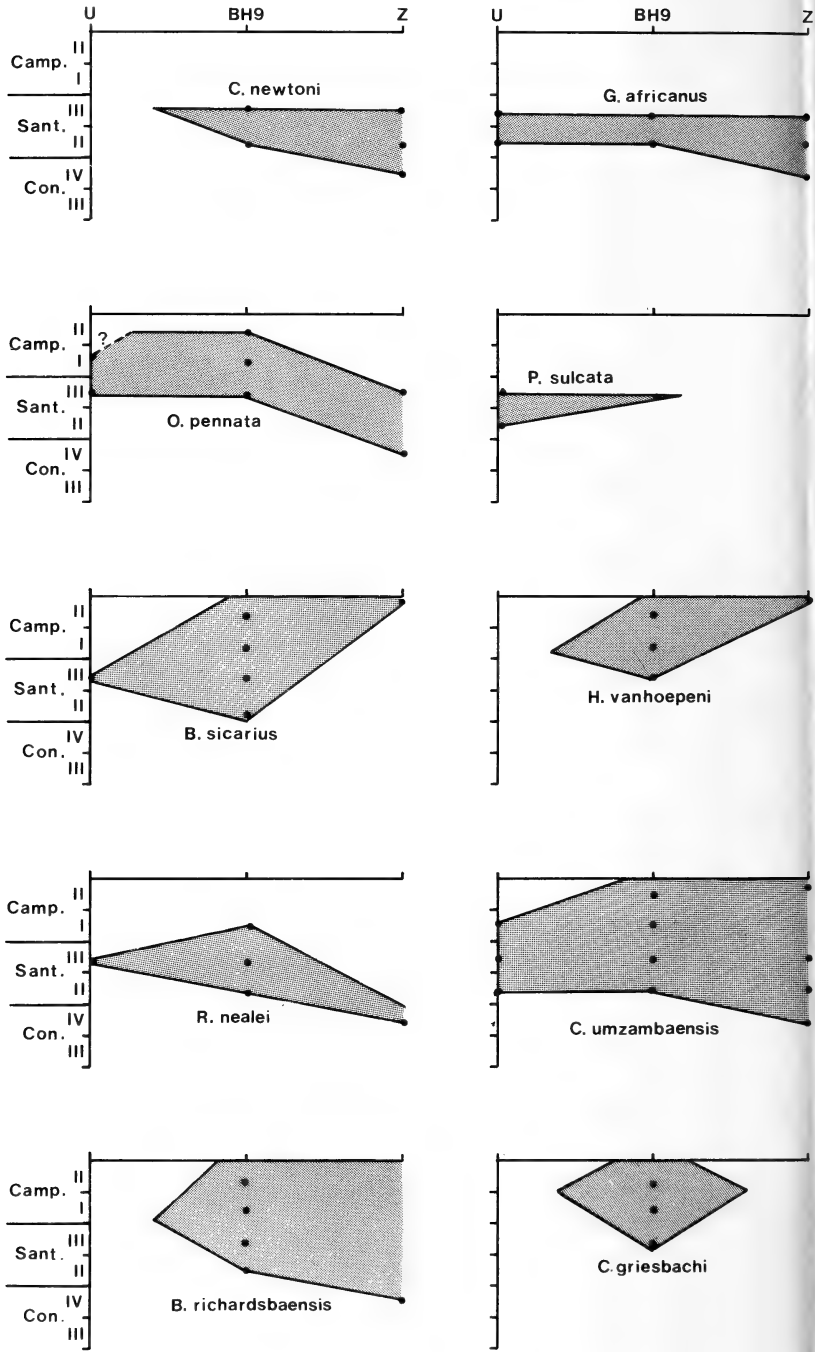 U BH9 Z U BH9 Z
II
Camp.
I
III
Sant.
II
IV
Con.
III
C. newtoni
G. africanus
II
Camp.
I
III
Sant.
II
IV
Con.
III
?
O. pennata
P. sulcata
II
Camp.
I
III
Sant.
II
IV
Con.
III
B. sicarius
H. vanhoepeni
II
Camp.
I
III
Sant.
II
IV
Con.
III
R. nealei
C. umzambaensis
II
Camp.
I
III
Sant.
II
IV
Con.
III
B. richardsbaensis
C. griesbachi